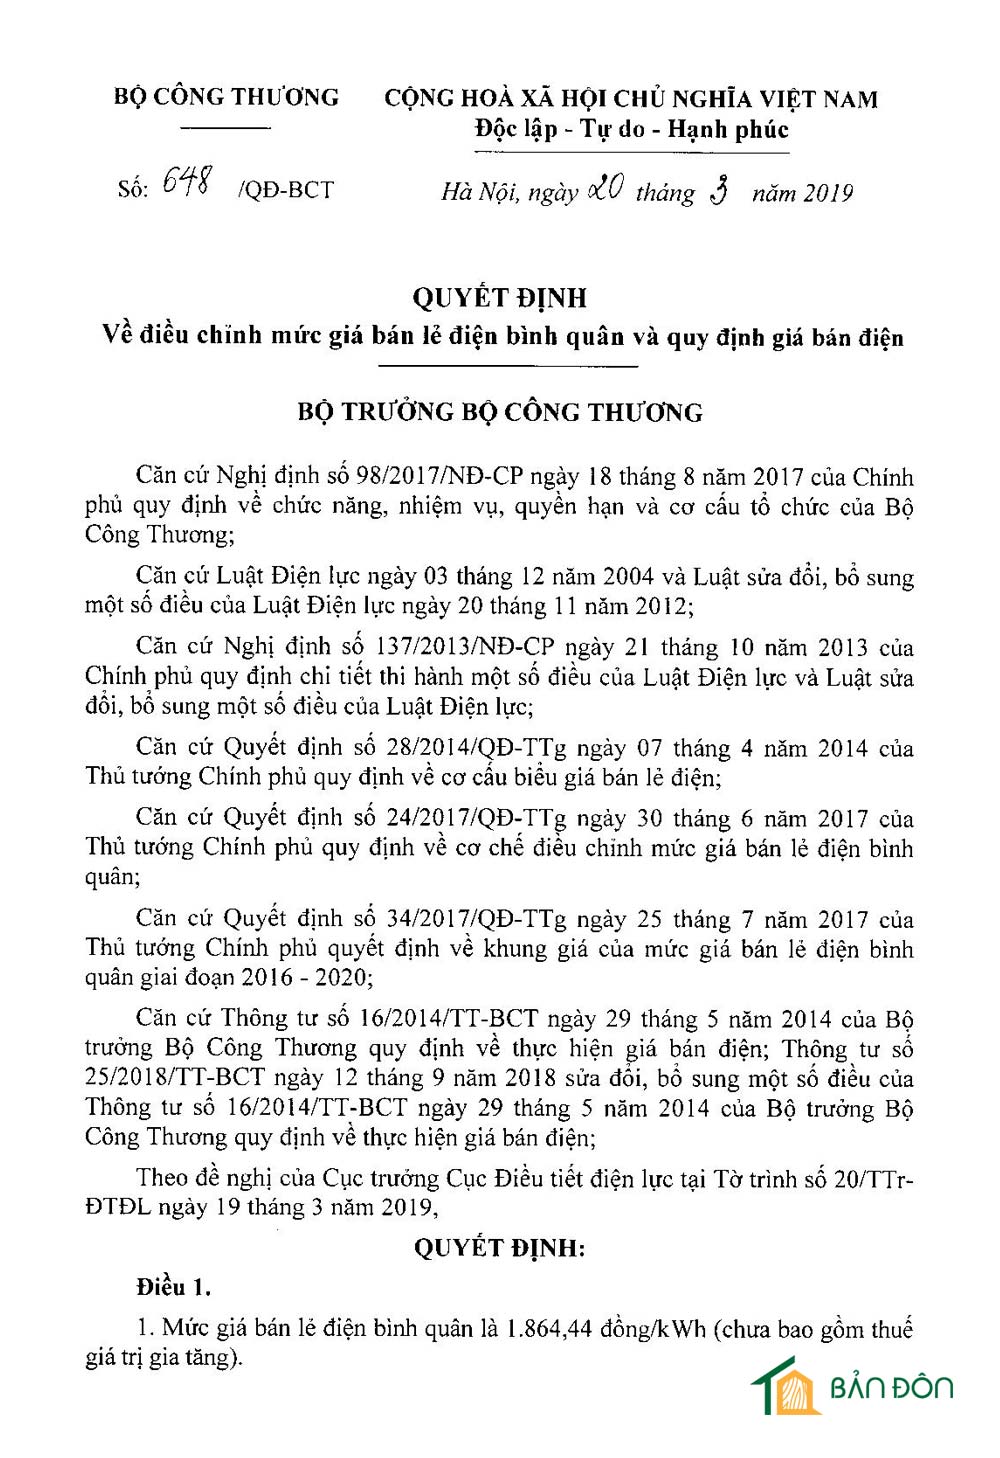 BỘ CÔNG THƯƠNG
CỘNG HOÀ XÃ HỘI CHỦ NGHĨA VIỆT NAM
Độc lập - Tự do - Hạnh phúc
Số: 648 /QĐ-BCT
Hà Nội, ngày 20 tháng 3 năm 2019
QUYẾT ĐỊNH
Về điều chỉnh mức giá bán lẻ điện bình quân và quy định giá bán điện
BỘ TRƯỞNG BỘ CÔNG THƯƠNG
Căn cứ Nghị định số 98/2017/NĐ-CP ngày 18 tháng 8 năm 2017 của Chính
phủ quy định về chức năng, nhiệm vụ, quyền hạn và cơ cấu tổ chức của Bộ
Công Thương;
Căn cứ Luật Điện lực ngày 03 tháng 12 năm 2004 và Luật sửa đổi, bổ sung
một số điều của Luật Điện lực ngày 20 tháng 11 năm 2012;
Căn cứ Nghị định số 137/2013/NĐ-CP ngày 21 tháng 10 năm 2013 của
Chính phủ quy định chi tiết thi hành một số điều của Luật Điện lực và Luật sửa
đổi, bổ sung một số điều của Luật Điện lực;
Căn cứ Quyết định số 28/2014/QĐ-TTg ngày 07 tháng 4 năm 2014 của
Thủ tướng Chính phủ quy định về cơ cấu biểu giá bán lẻ điện;
Căn cứ Quyết định số 24/2017/QĐ-TTg ngày 30 tháng 6 năm 2017 của
Thủ tướng Chính phủ quy định về cơ chế điều chỉnh mức giá bán lẻ điện bình
quân;
Căn cứ Quyết định số 34/2017/QĐ-TTg ngày 25 tháng 7 năm 2017 của
Thủ tướng Chính phủ quyết định về khung giá của mức giá bán lẻ điện bình
quân giai đoạn 2016 - 2020;
Căn cứ Thông tư số 16/2014/TT-BCT ngày 29 tháng 5 năm 2014 của Bộ
trưởng Bộ Công Thương quy định về thực hiện giá bán điện; Thông tư số
25/2018/TT-BCT ngày 12 tháng 9 năm 2018 sửa đổi, bổ sung một số điều của
Thông tư số 16/2014/TT-BCT ngày 29 tháng 5 năm 2014 của Bộ trưởng Bộ
Công Thương quy định về thực hiện giá bán điện;
Theo đề nghị của Cục trưởng Cục Điều tiết điện lực tại Tờ trình số 20/TTr-
ĐTĐL ngày 19 tháng 3 năm 2019,
QUYẾT ĐỊNH:
Điều 1.
1. Mức giá bán lẻ điện bình quân là 1.864,44 đồng/kWh (chưa bao gồm thuế
giá trị gia tăng).
BẢN ĐÔN